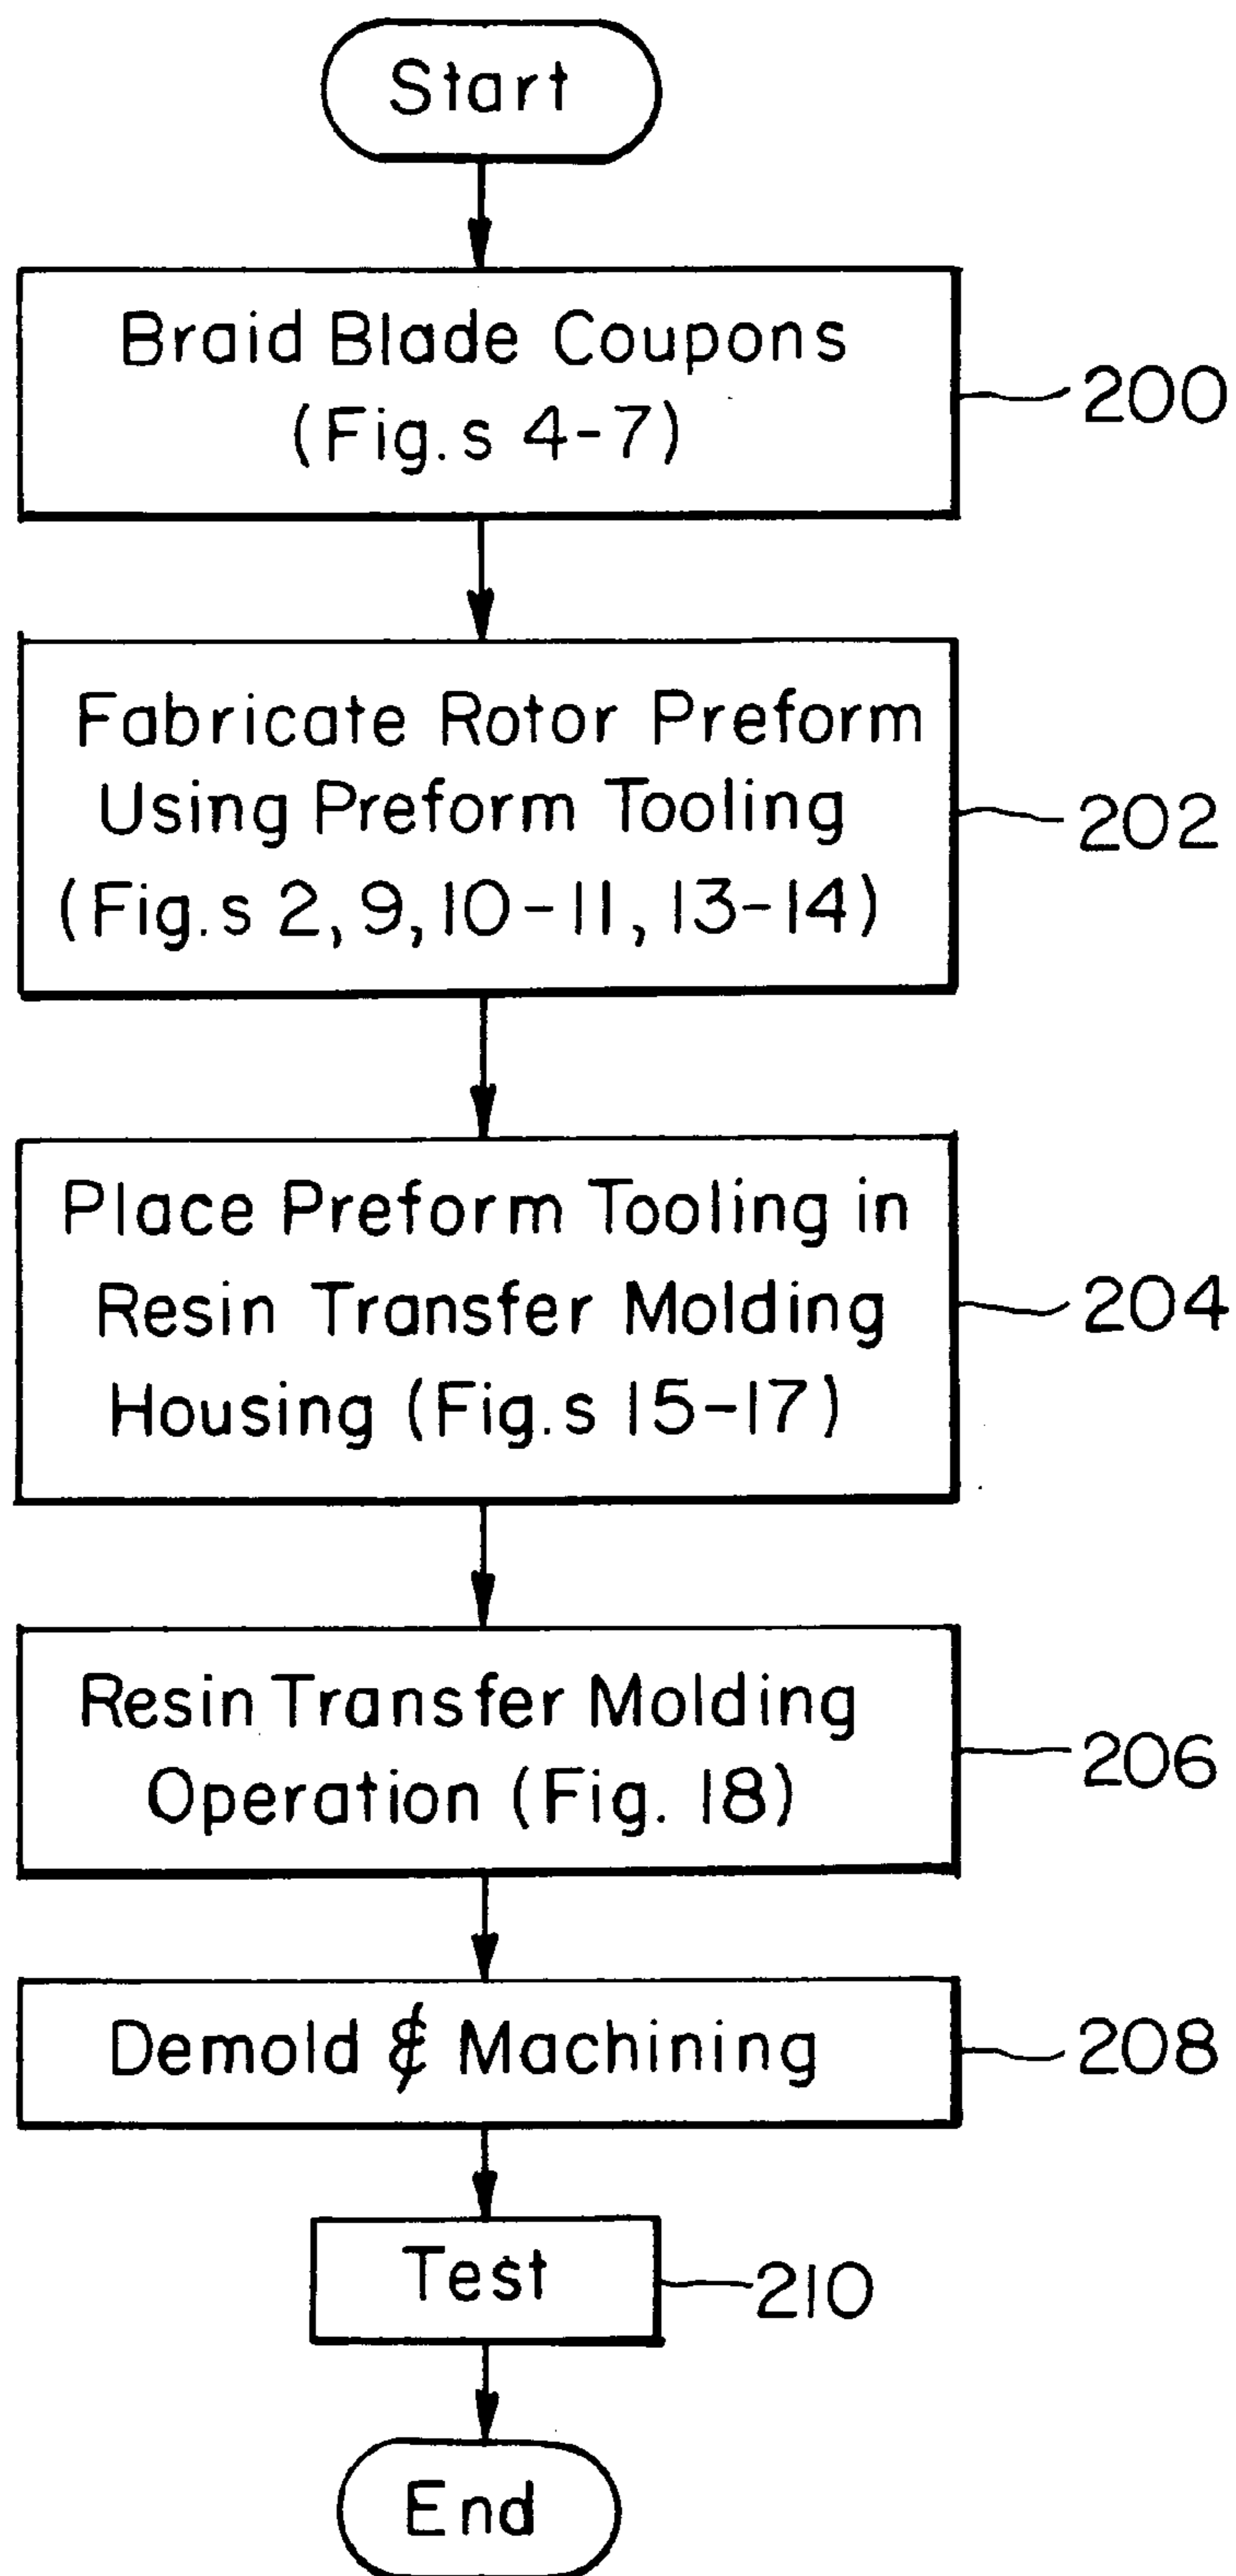 Start
Braid Blade Coupons
(Fig.s 4-7)
200
Fabricate Rotor Preform
Using Preform Tooling
(Fig.s 2, 9, 10-11, 13-14)
202
Place Preform Tooling in
Resin Transfer Molding
Housing (Fig.s 15-17)
204
Resin Transfer Molding
Operation (Fig. 18)
206
Demold & Machining
208
Test
210
End